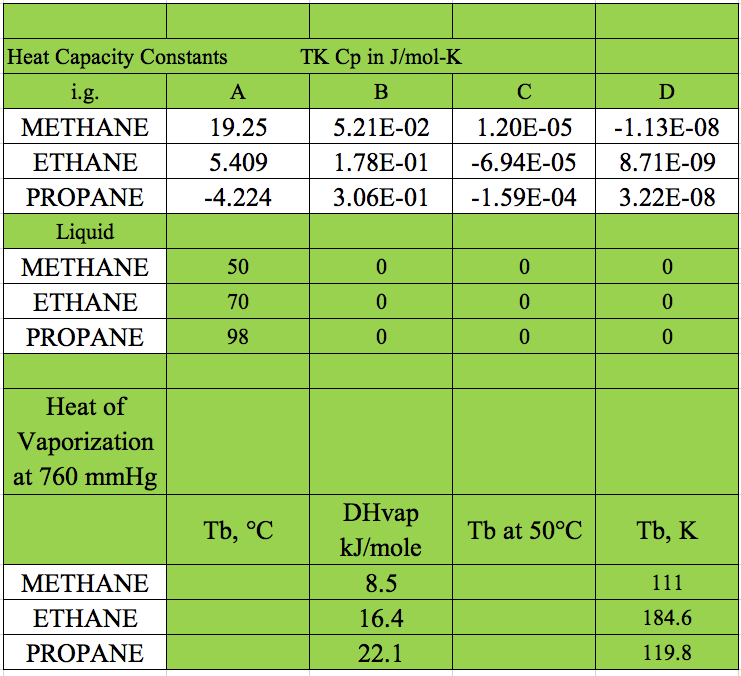 Heat Capacity Constants TK Cp in J/mol-K
i.g. A B C D
METHANE 19.25 5.21E-02 1.20E-05 -1.13E-08
ETHANE 5.409 1.78E-01 -6.94E-05 8.71E-09
PROPANE -4.224 3.06E-01 -1.59E-04 3.22E-08
Liquid
METHANE 50 0 0 0
ETHANE 70 0 0 0
PROPANE 98 0 0 0
Heat of
Vaporization
at 760 mmHg
Tb, °C DHvap kJ/mole Tb at 50°C Tb, K
METHANE 8.5 111
ETHANE 16.4 184.6
PROPANE 22.1 119.8